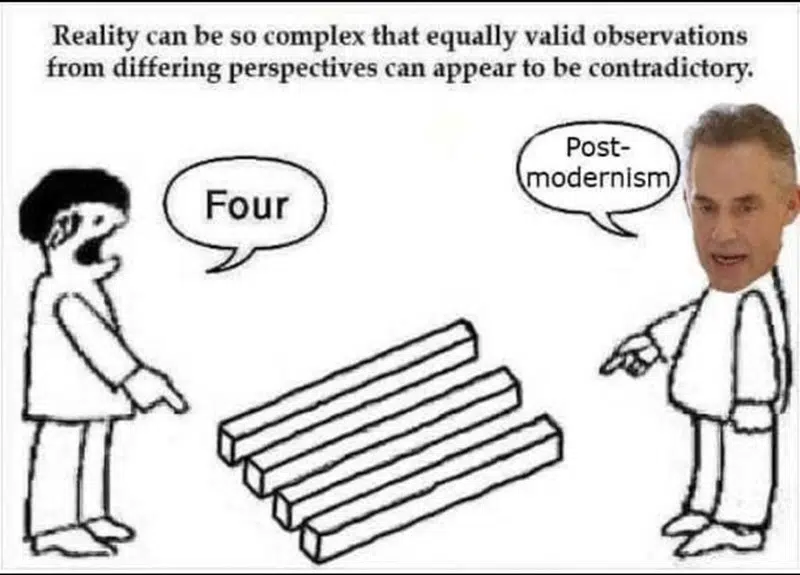 Reality can be so complex that equally valid observations
from differing perspectives can appear to be contradictory.
Four
Post-
modernism